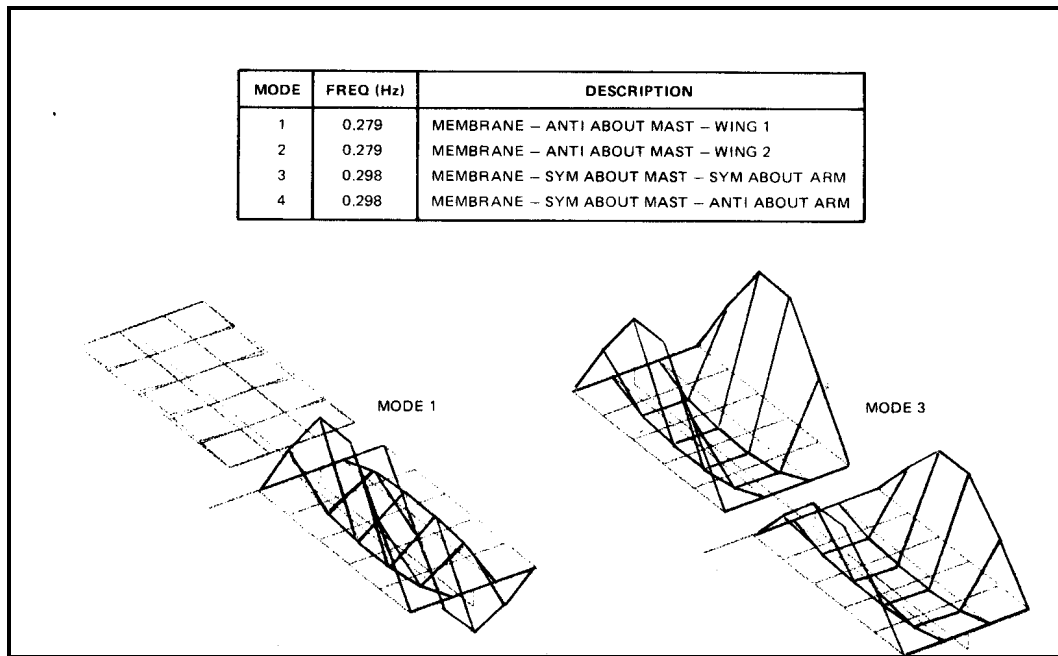 MODE FREQ (Hz) DESCRIPTION
1 0.279 MEMBRANE – ANTI ABOUT MAST – WING 1
2 0.279 MEMBRANE – ANTI ABOUT MAST – WING 2
3 0.298 MEMBRANE – SYM ABOUT MAST – SYM ABOUT ARM
4 0.298 MEMBRANE – SYM ABOUT MAST – ANTI ABOUT ARM
MODE 1
MODE 3